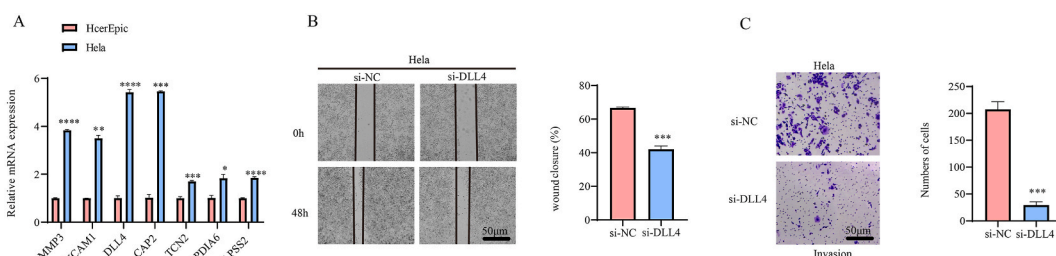 A
HcerEpic
Hela
Relative mRNA expression
6
4
2
0
**** ** **** *** *** * ****
MMP3
DLL4
CAP2
TCN2
PDIA6
B
Hela
si-NC si-DLL4
0h
48h
50μm
wound closure (%)
80
60
40
20
0
***
si-NC si-DLL4
C
Hela
si-NC
si-DLL4
50μm
Invasion
Numbers of cells
250
200
150
100
50
0
***
si-NC si-DLL4